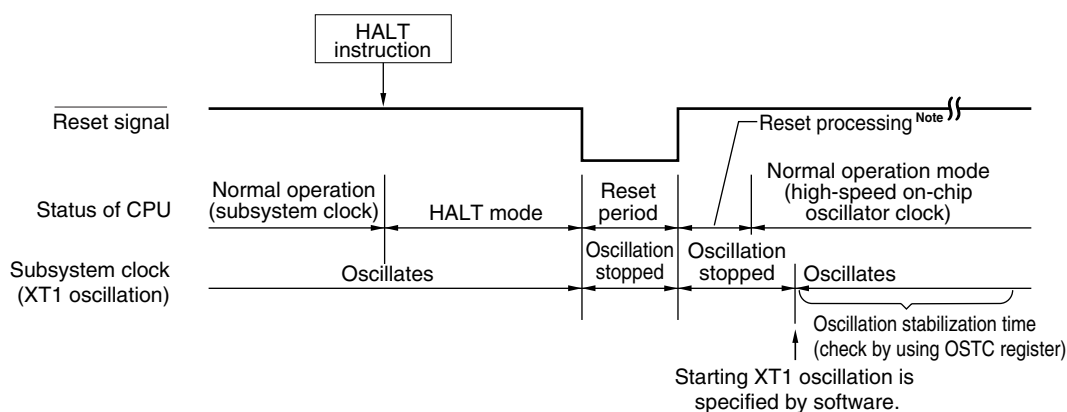 HALT
instruction
Reset signal
Reset processing Note
Status of CPU
Normal operation
(subsystem clock)
HALT mode
Reset
period
Normal operation mode
(high-speed on-chip
oscillator clock)
Subsystem clock
(XT1 oscillation)
Oscillates
Oscillation
stopped
Oscillation
stopped
Oscillates
Oscillation stabilization time
(check by using OSTC register)
Starting XT1 oscillation is
specified by software.